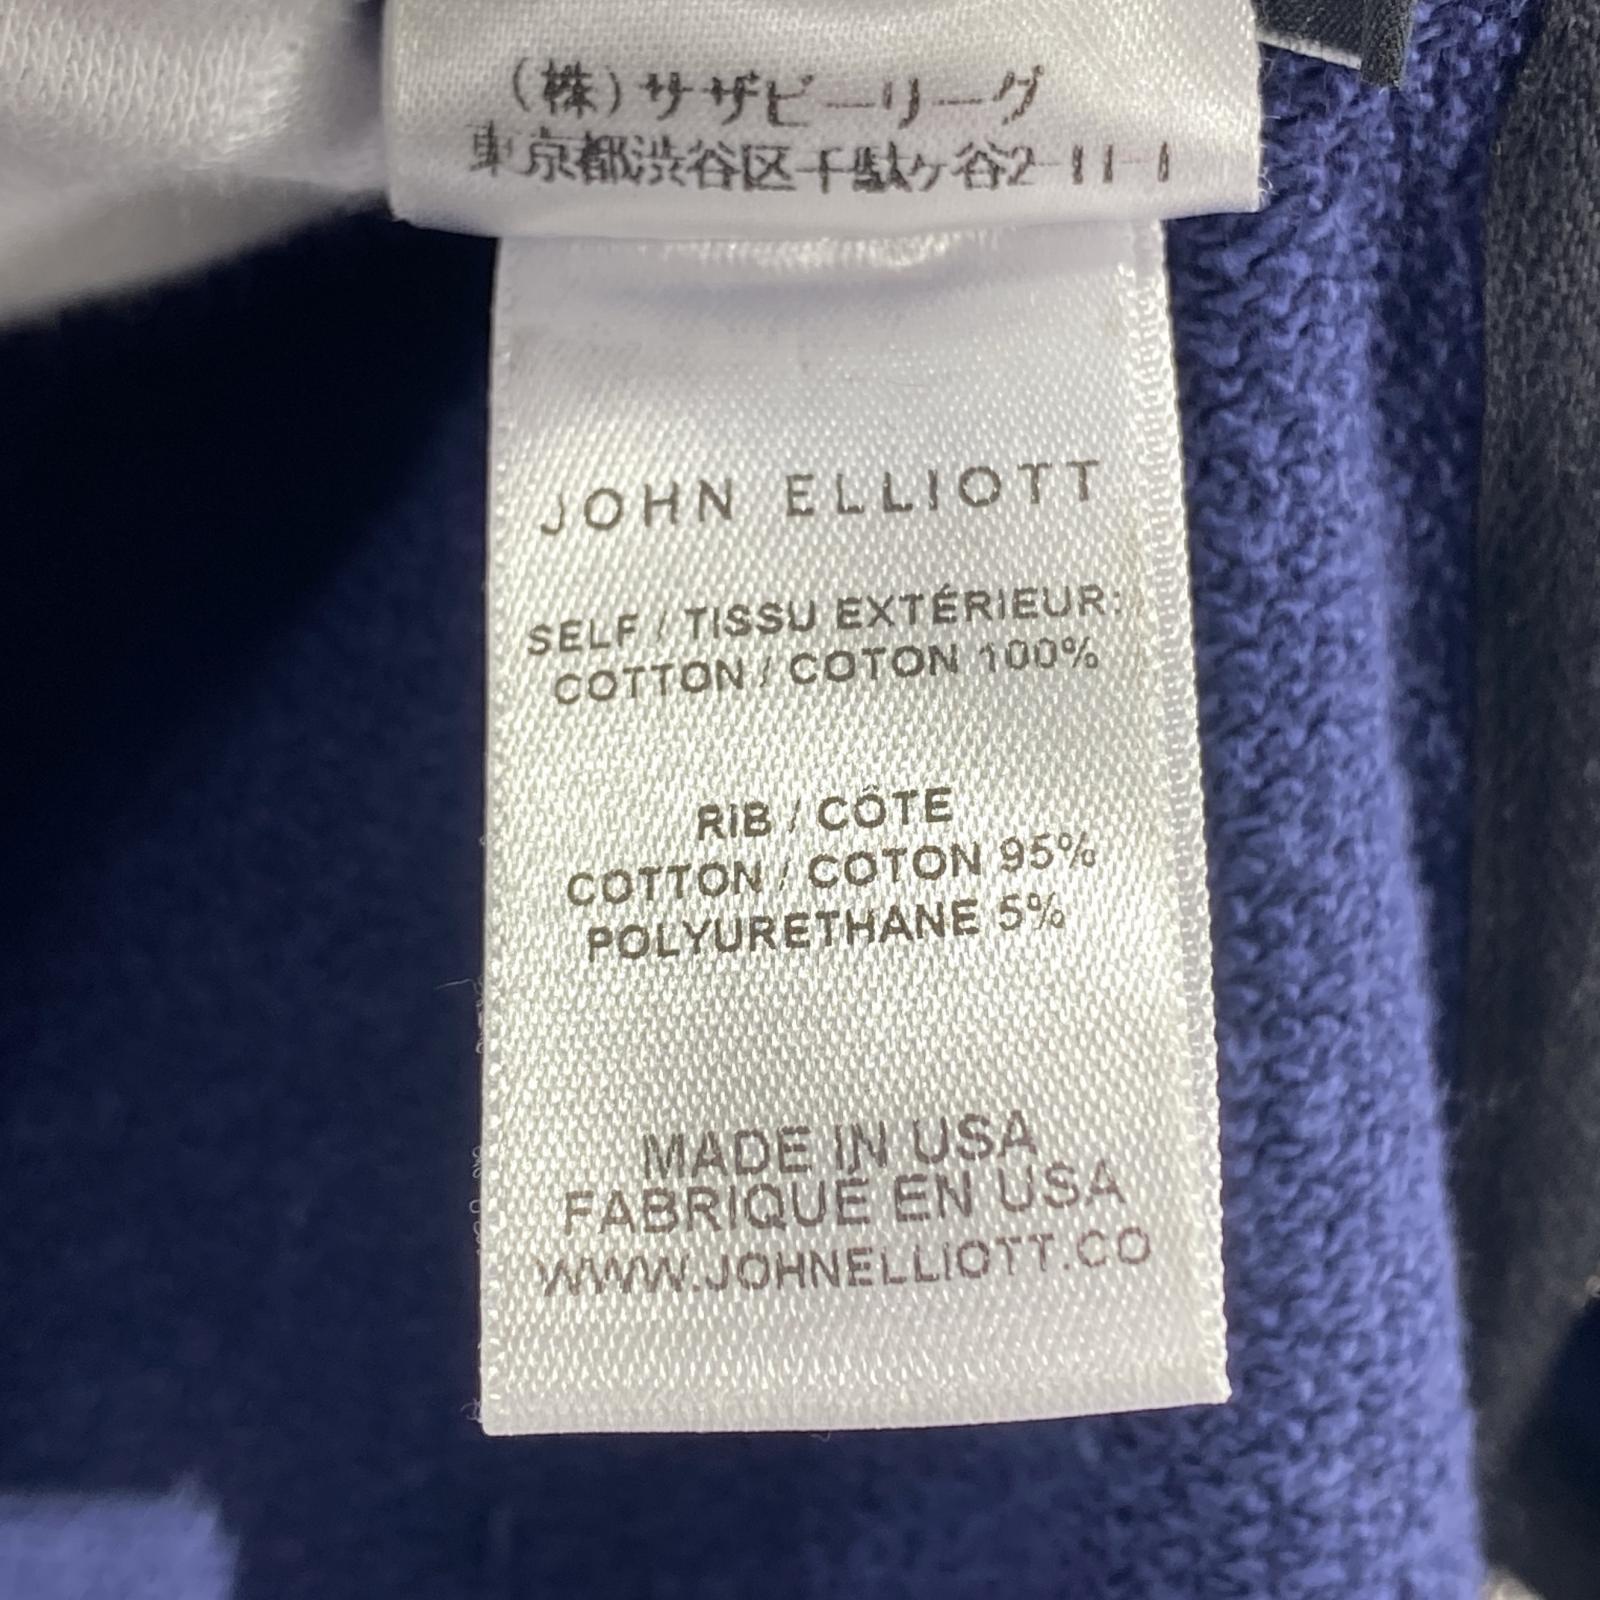 (株)サザビーリーグ
東京都渋谷区千駄ヶ谷2-11-1
JOHN ELLIOTT
SELF / TISSU EXTÉRIEUR:
COTTON / COTON 100%
RIB / CÔTE
COTTON / COTON 95%
POLYURETHANE 5%
MADE IN USA
FABRIQUÉ EN USA
WWW.JOHNELLIOTT.CO